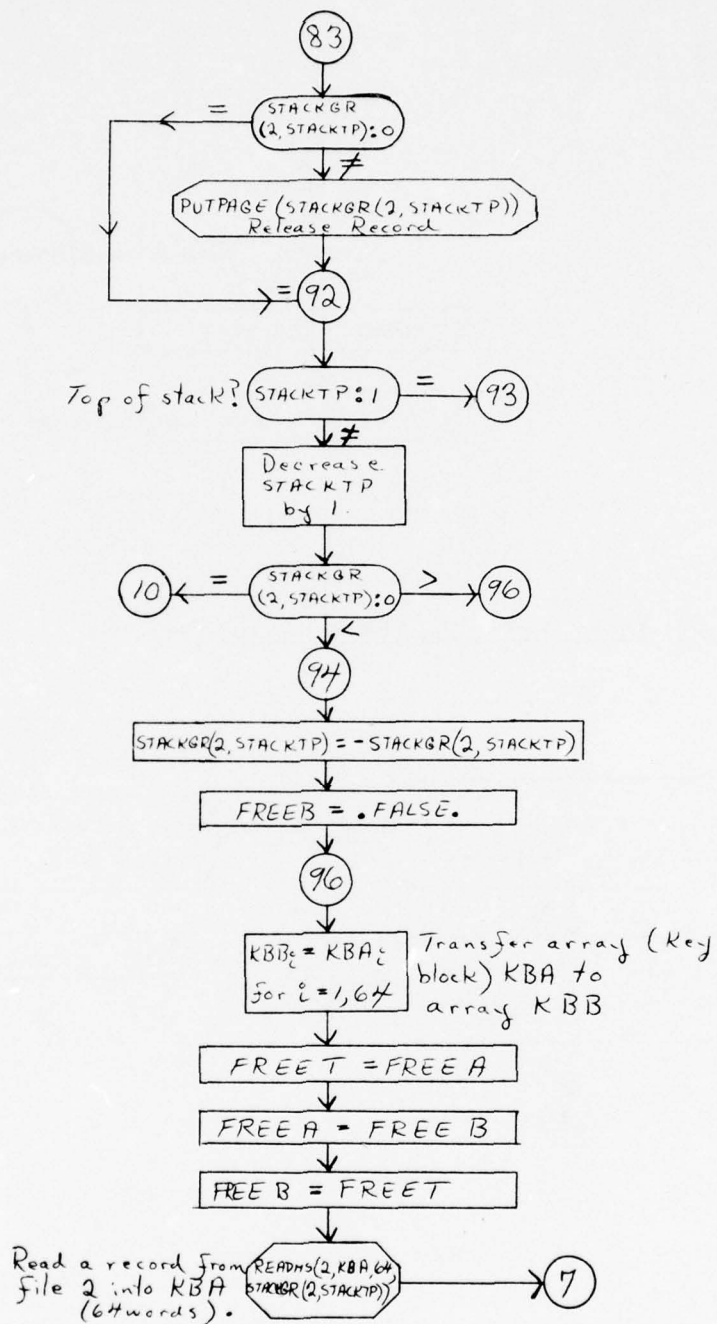 83
STACKGR
(2,STACKTP):0
=
≠
PUTPAGE (STACKGR(2,STACKTP))
Release Record
=
92
Top of stack?
STACKTP:1
=
93
≠
Decrease
STACKTP
by 1.
10
=
STACKGR
(2,STACKTP):0
>
96
<
94
STACKGR(2,STACKTP)=-STACKGR(2,STACKTP)
FREEB = .FALSE.
96
KBBi = KBAi
for i=1,64
Transfer array (Key
block) KBA to
array KBB
FREET = FREEA
FREEA = FREEB
FREEB = FREET
Read a record from
file 2 into KBA
(64words).
READMS(2,KBA,64,
STACKGR(2,STACKTP))
7